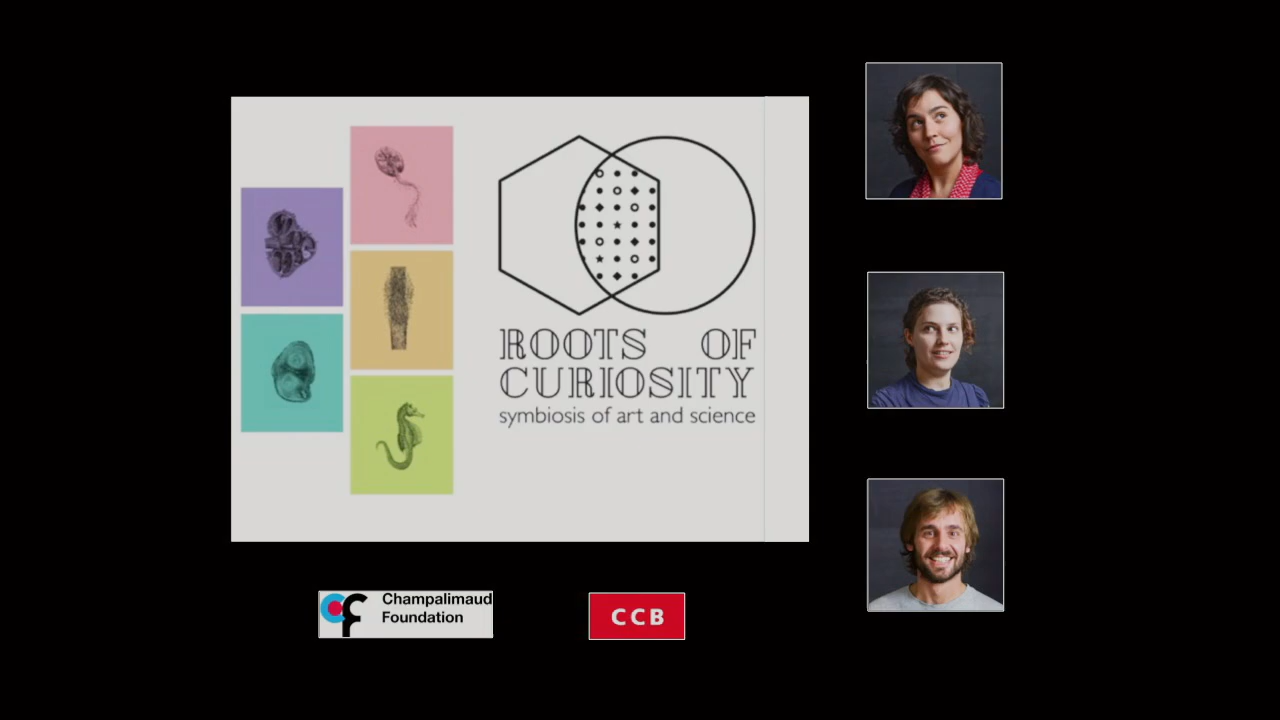 ROOTS OF
CURIOSITY
symbiosis of art and science
Champalimaud
Foundation
CCB